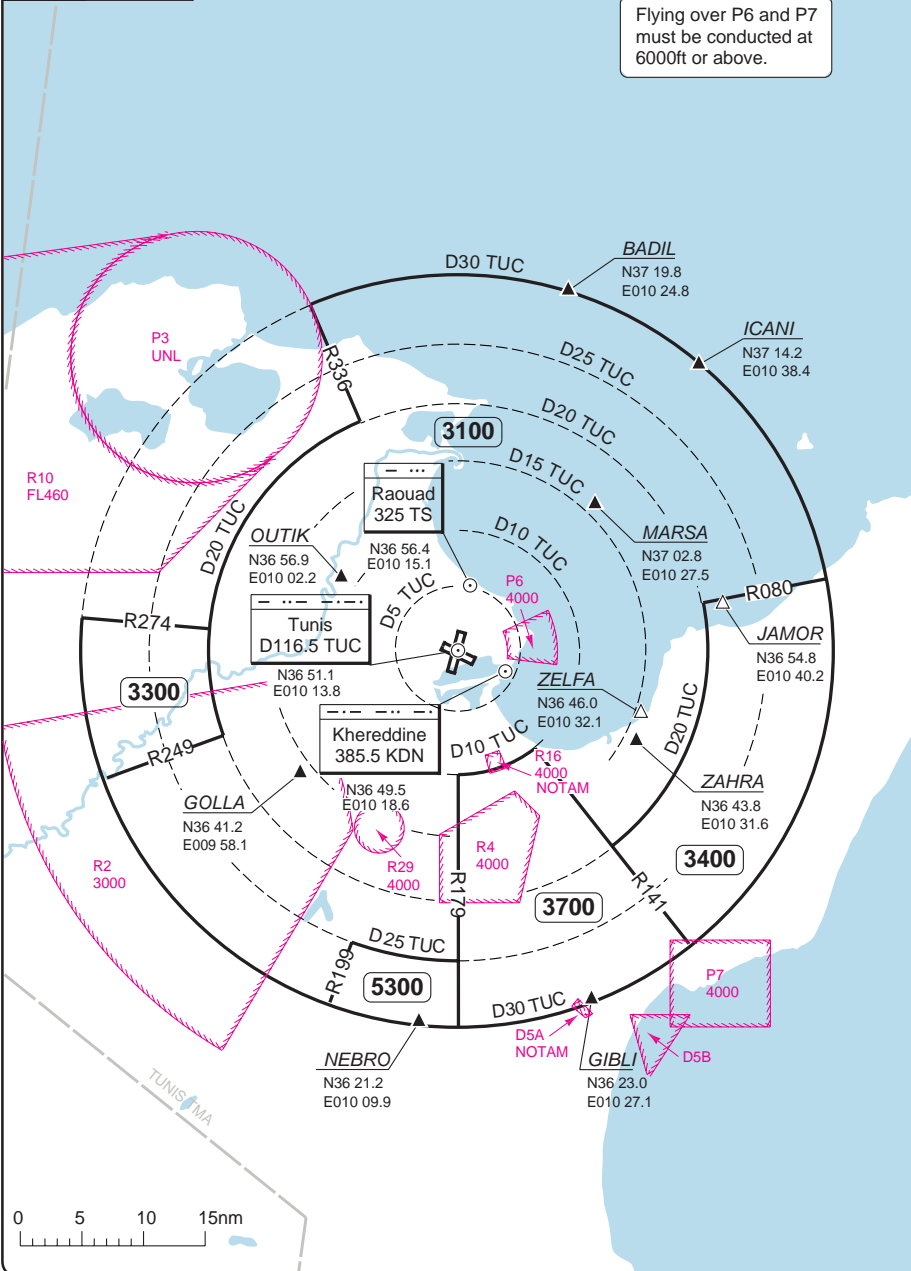 Flying over P6 and P7
must be conducted at
6000ft or above.
BADIL
N37 19.8
E010 24.8
D30 TUC
ICANI
N37 14.2
E010 38.4
P3
UNL
R336
D25 TUC
D20 TUC
3100
D15 TUC
R10
FL460
Raouad
325 TS
N36 56.4
E010 15.1
D20 TUC
OUTIK
N36 56.9
E010 02.2
D10 TUC
MARSA
N37 02.8
E010 27.5
D5 TUC
P6
4000
R080
Tunis
D116.5 TUC
N36 51.1
E010 13.8
R274
JAMOR
N36 54.8
E010 40.2
3300
ZELFA
N36 46.0
E010 32.1
Khereddine
385.5 KDN
N36 49.5
E010 18.6
D10 TUC
D20 TUC
R249
R16
4000
NOTAM
ZAHRA
N36 43.8
E010 31.6
GOLLA
N36 41.2
E009 58.1
R2
3000
R29
4000
R4
4000
3400
R179
R141
3700
D25 TUC
R199
5300
P7
4000
D30 TUC
D5A
NOTAM
D5B
NEBRO
N36 21.2
E010 09.9
GIBLI
N36 23.0
E010 27.1
TUNIS TMA
0 5 10 15nm